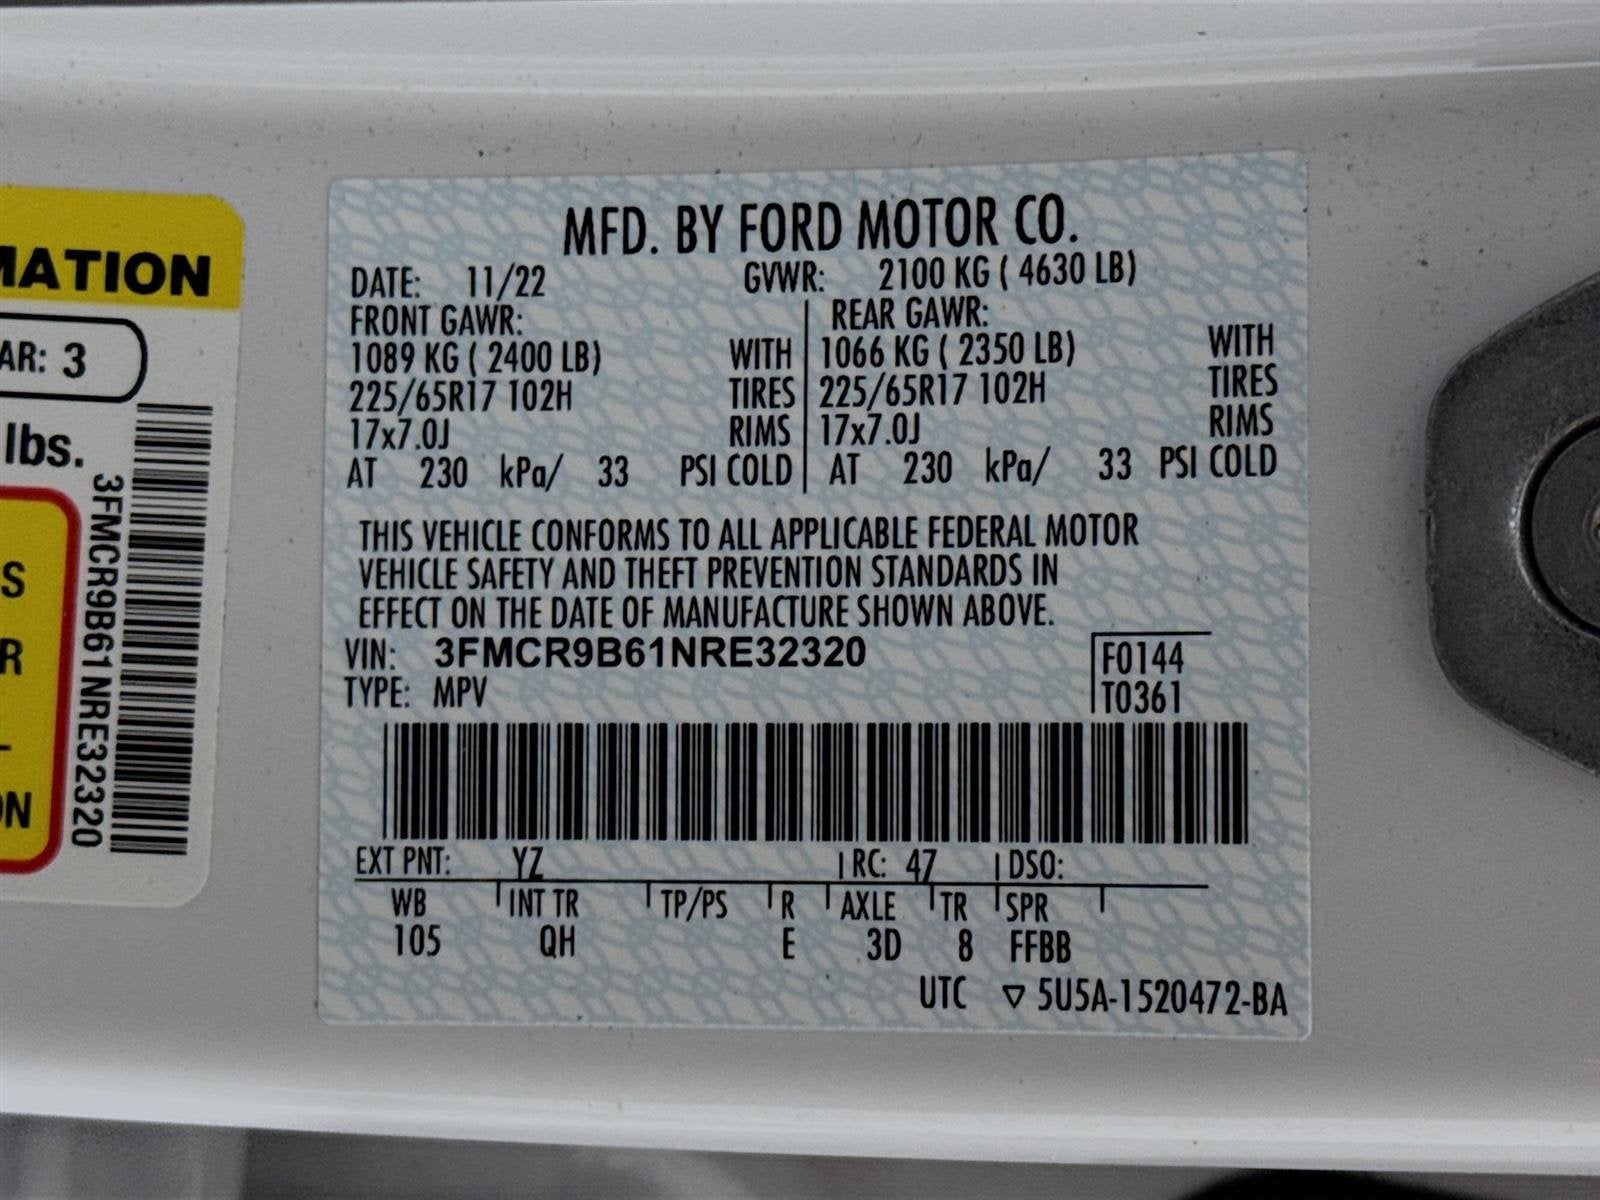 MATION
AR: 3
lbs.
S
R
ON
3FMCR9B61NRE32320
MFD. BY FORD MOTOR CO.
DATE: 11/22 GVWR: 2100 KG ( 4630 LB)
FRONT GAWR: REAR GAWR:
1089 KG ( 2400 LB) WITH 1066 KG ( 2350 LB) WITH
225/65R17 102H TIRES 225/65R17 102H TIRES
17x7.0J RIMS 17x7.0J RIMS
AT 230 kPa/ 33 PSI COLD AT 230 kPa/ 33 PSI COLD
THIS VEHICLE CONFORMS TO ALL APPLICABLE FEDERAL MOTOR
VEHICLE SAFETY AND THEFT PREVENTION STANDARDS IN
EFFECT ON THE DATE OF MANUFACTURE SHOWN ABOVE.
VIN: 3FMCR9B61NRE32320 F0144
TYPE: MPV T0361
EXT PNT: YZ RC: 47 DSO:
WB INT TR TP/PS R AXLE TR SPR
105 QH E 3D 8 FFBB
UTC ▽ 5U5A-1520472-BA